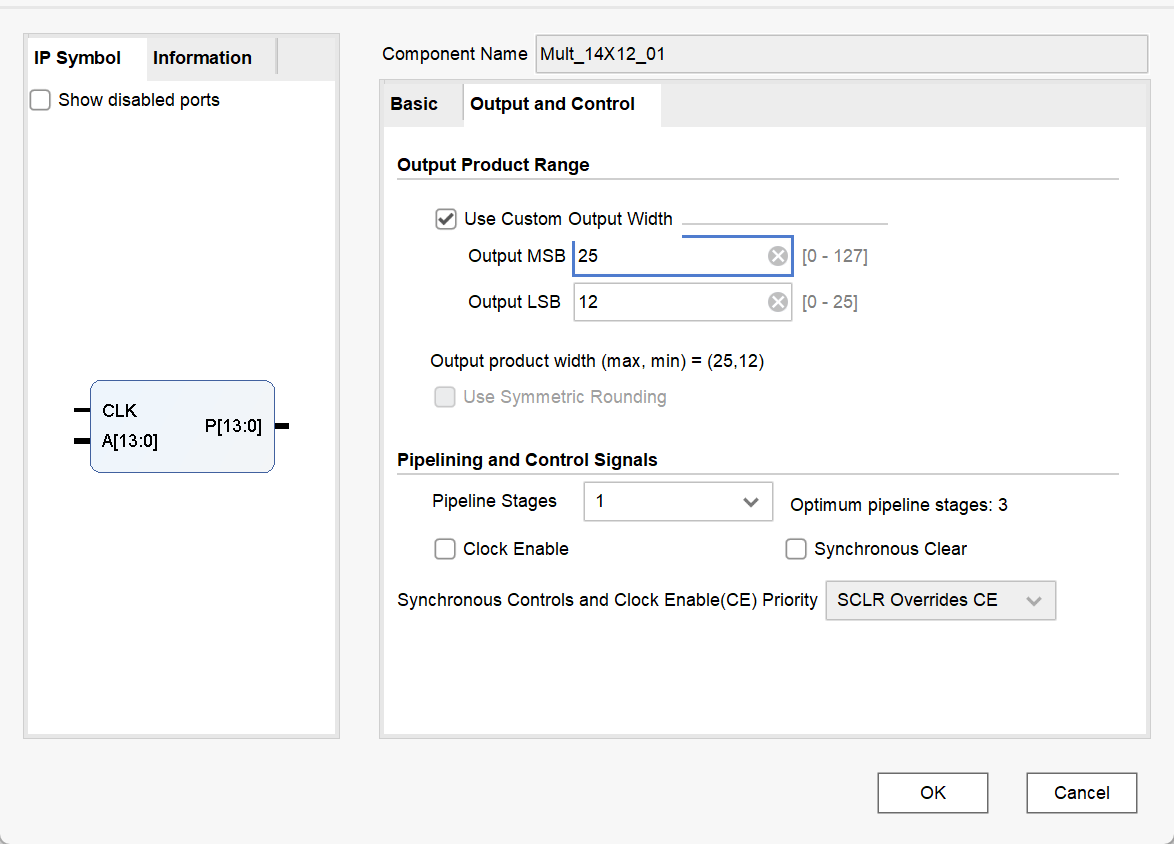 IP Symbol Information
Show disabled ports
CLK
A[13:0]
P[13:0]
Component Name Mult_14X12_01
Basic Output and Control
Output Product Range
Use Custom Output Width
Output MSB 25 [0 - 127]
Output LSB 12 [0 - 25]
Output product width (max, min) = (25,12)
Use Symmetric Rounding
Pipelining and Control Signals
Pipeline Stages 1 Optimum pipeline stages: 3
Clock Enable Synchronous Clear
Synchronous Controls and Clock Enable(CE) Priority SCLR Overrides CE
OK Cancel